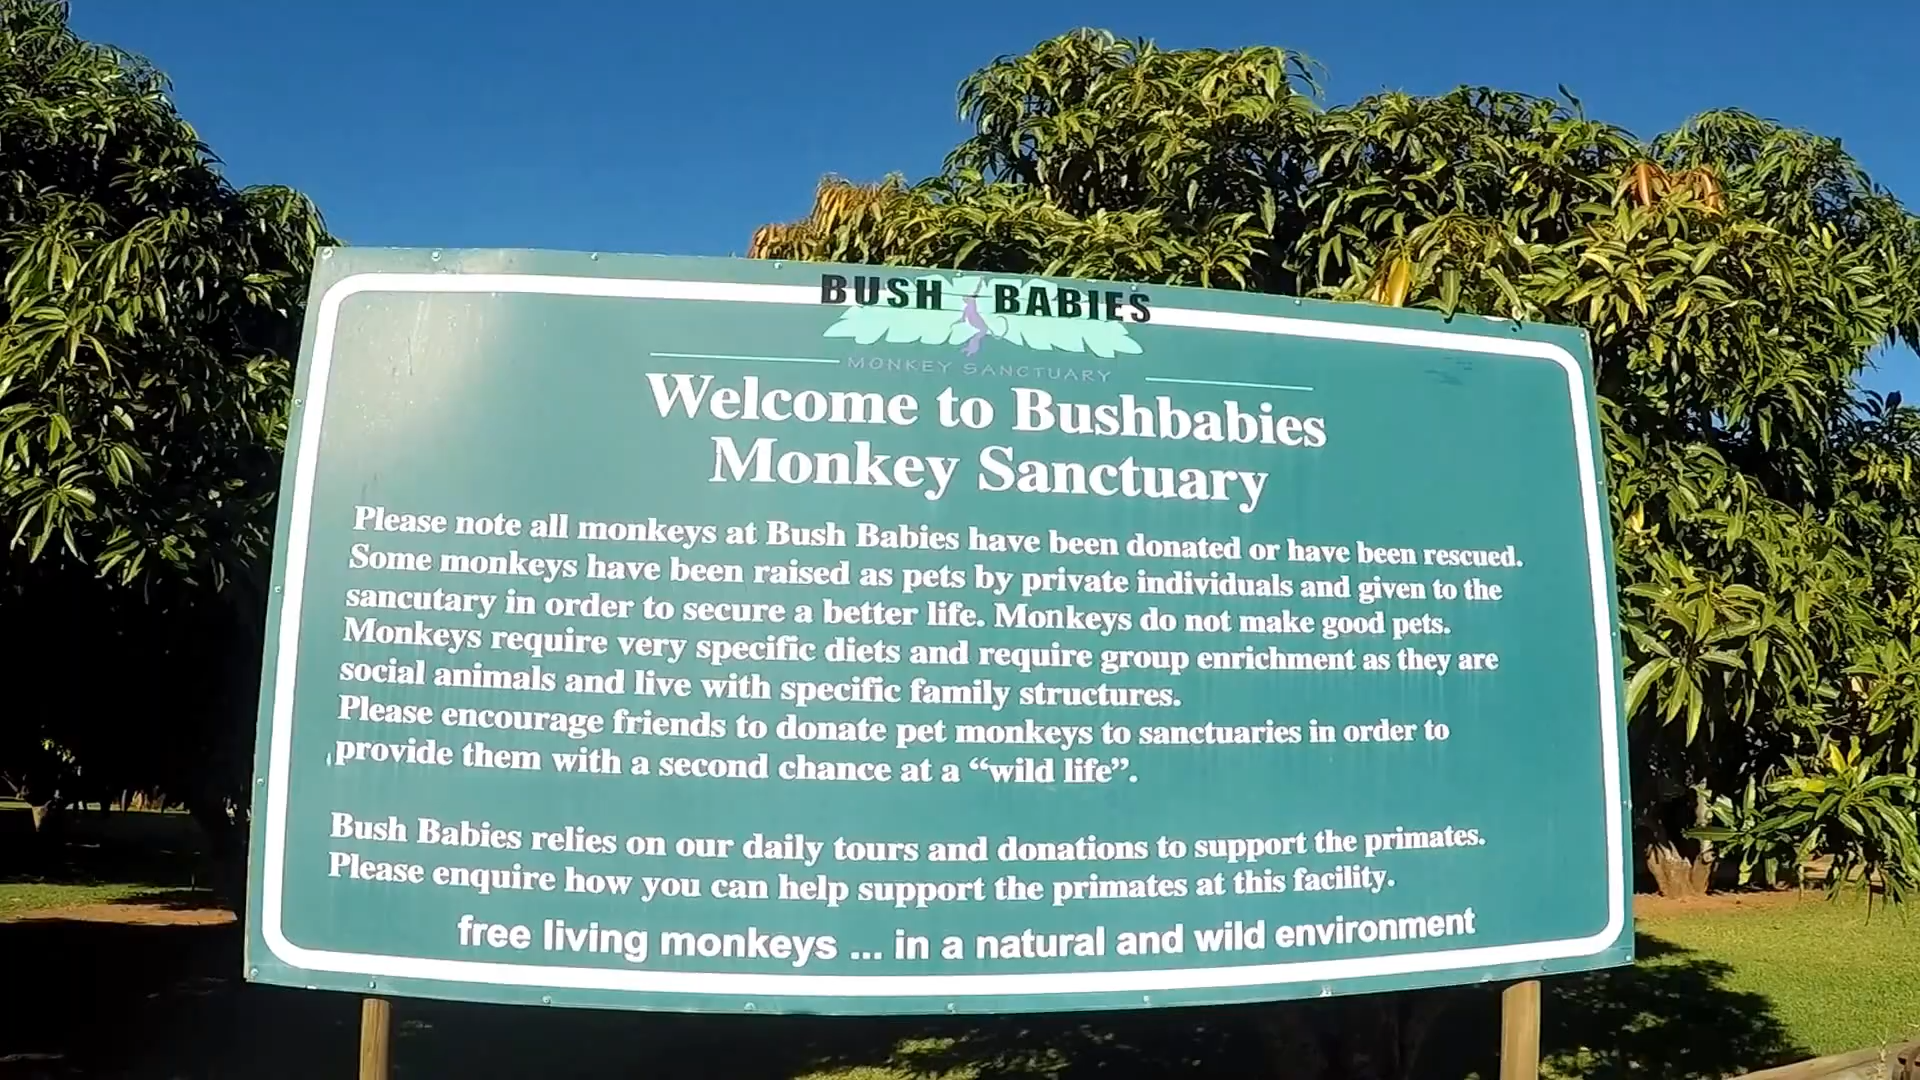 BUSH BABIES
MONKEY SANCTUARY
Welcome to Bushbabies
Monkey Sanctuary
Please note all monkeys at Bush Babies have been donated or have been rescued.
Some monkeys have been raised as pets by private individuals and given to the
sancutary in order to secure a better life. Monkeys do not make good pets.
Monkeys require very specific diets and require group enrichment as they are
social animals and live with specific family structures.
Please encourage friends to donate pet monkeys to sanctuaries in order to
provide them with a second chance at a “wild life”.
Bush Babies relies on our daily tours and donations to support the primates.
Please enquire how you can help support the primates at this facility.
free living monkeys ... in a natural and wild environment